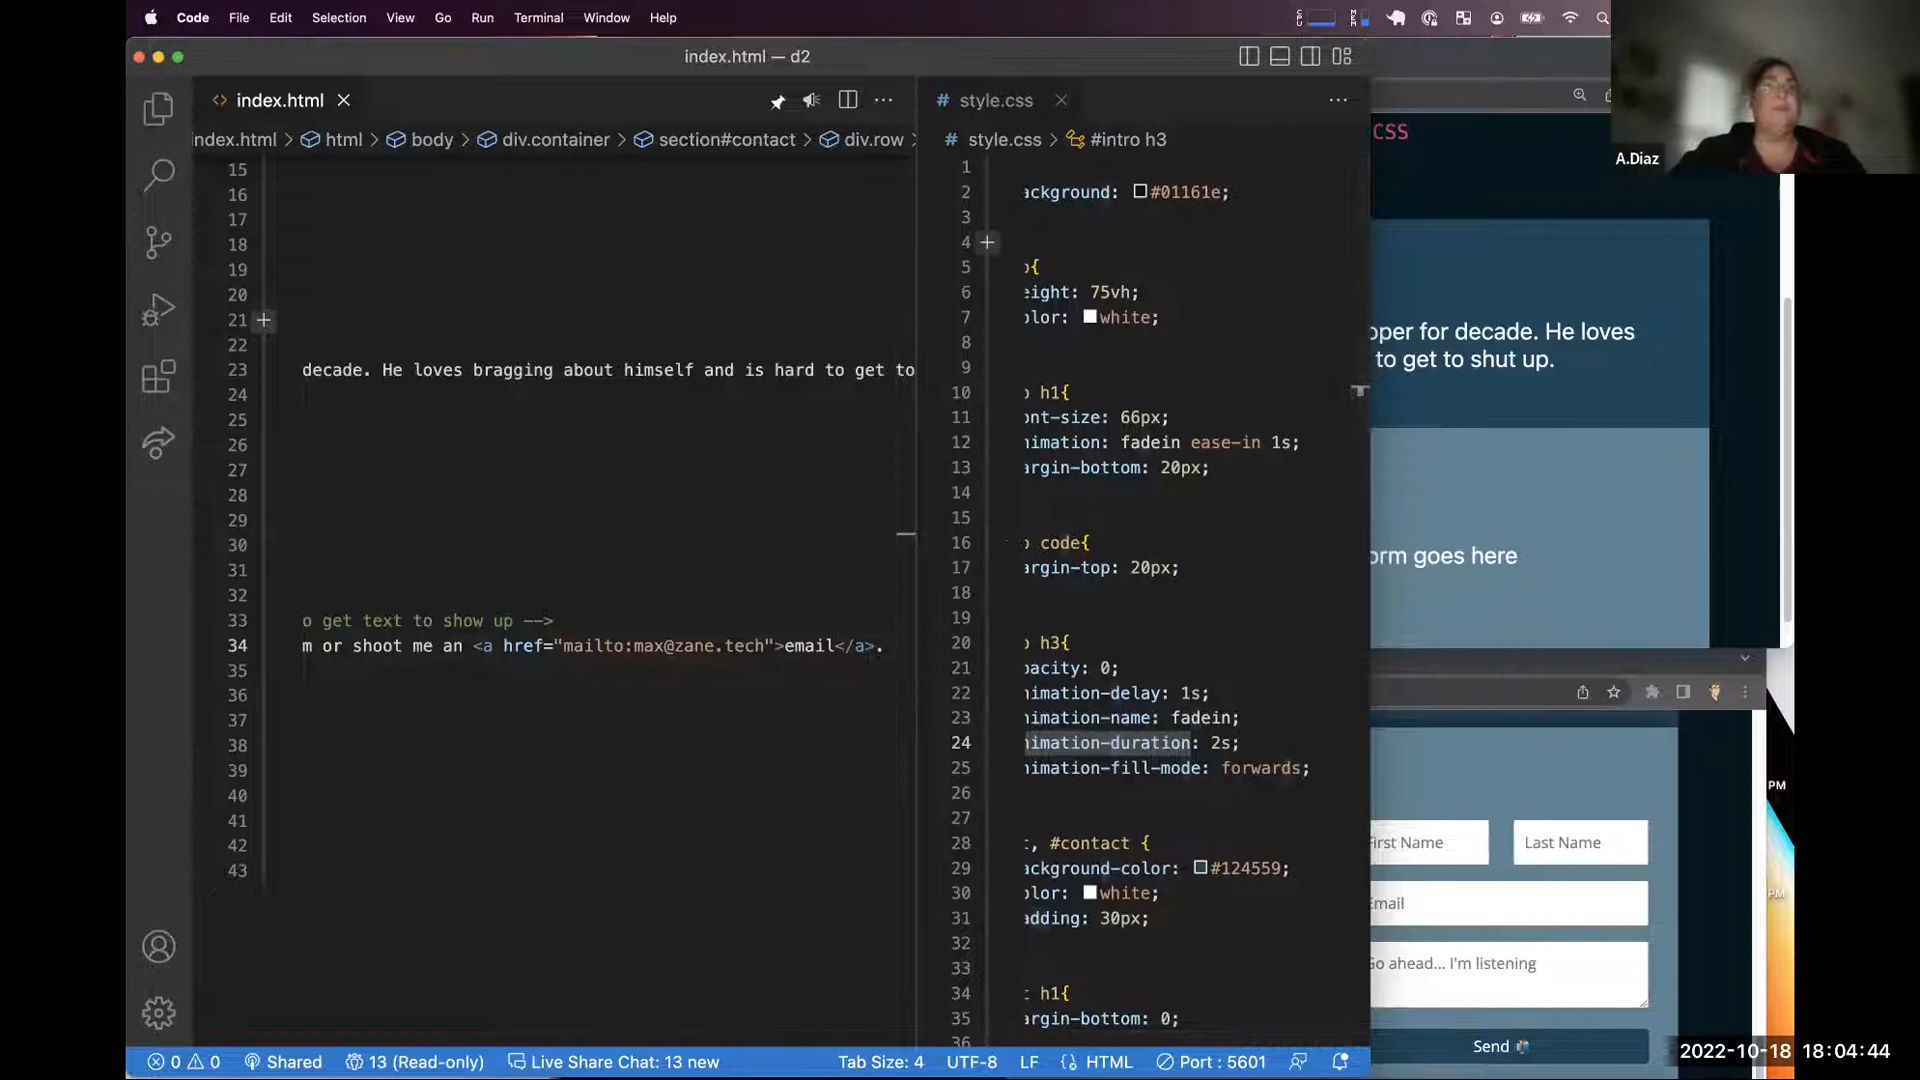 Code File Edit Selection View Go Run Terminal Window Help
index.html — d2
index.html
style.css
index.html > html > body > div.container > section#contact > div.row >
style.css > #intro h3
15
16
17
18
19
20
21
22
23 decade. He loves bragging about himself and is hard to get to
24
25
26
27
28
29
30
31
32
33 o get text to show up -->
34 m or shoot me an <a href="mailto:max@zane.tech">email</a>.
35
36
37
38
39
40
41
42
43
1
2 ackground: #01161e;
3
4
5 o{
6 eight: 75vh;
7 olor: white;
8
9
10 o h1{
11 ont-size: 66px;
12 nimation: fadein ease-in 1s;
13 argin-bottom: 20px;
14
15
16 o code{
17 argin-top: 20px;
18
19
20 o h3{
21 pacity: 0;
22 nimation-delay: 1s;
23 nimation-name: fadein;
24 nimation-duration: 2s;
25 nimation-fill-mode: forwards;
26
27
28 t, #contact {
29 ackground-color: #124559;
30 olor: white;
31 adding: 30px;
32
33
34 t h1{
35 argin-bottom: 0;
36
CSS
A.Diaz
oper for decade. He loves
to get to shut up.
orm goes here
PM
First Name
Last Name
PM
Email
Go ahead... I'm listening
Send
0 0 Shared 13 (Read-only) Live Share Chat: 13 new Tab Size: 4 UTF-8 LF HTML Port : 5601
2022-10-18 18:04:44